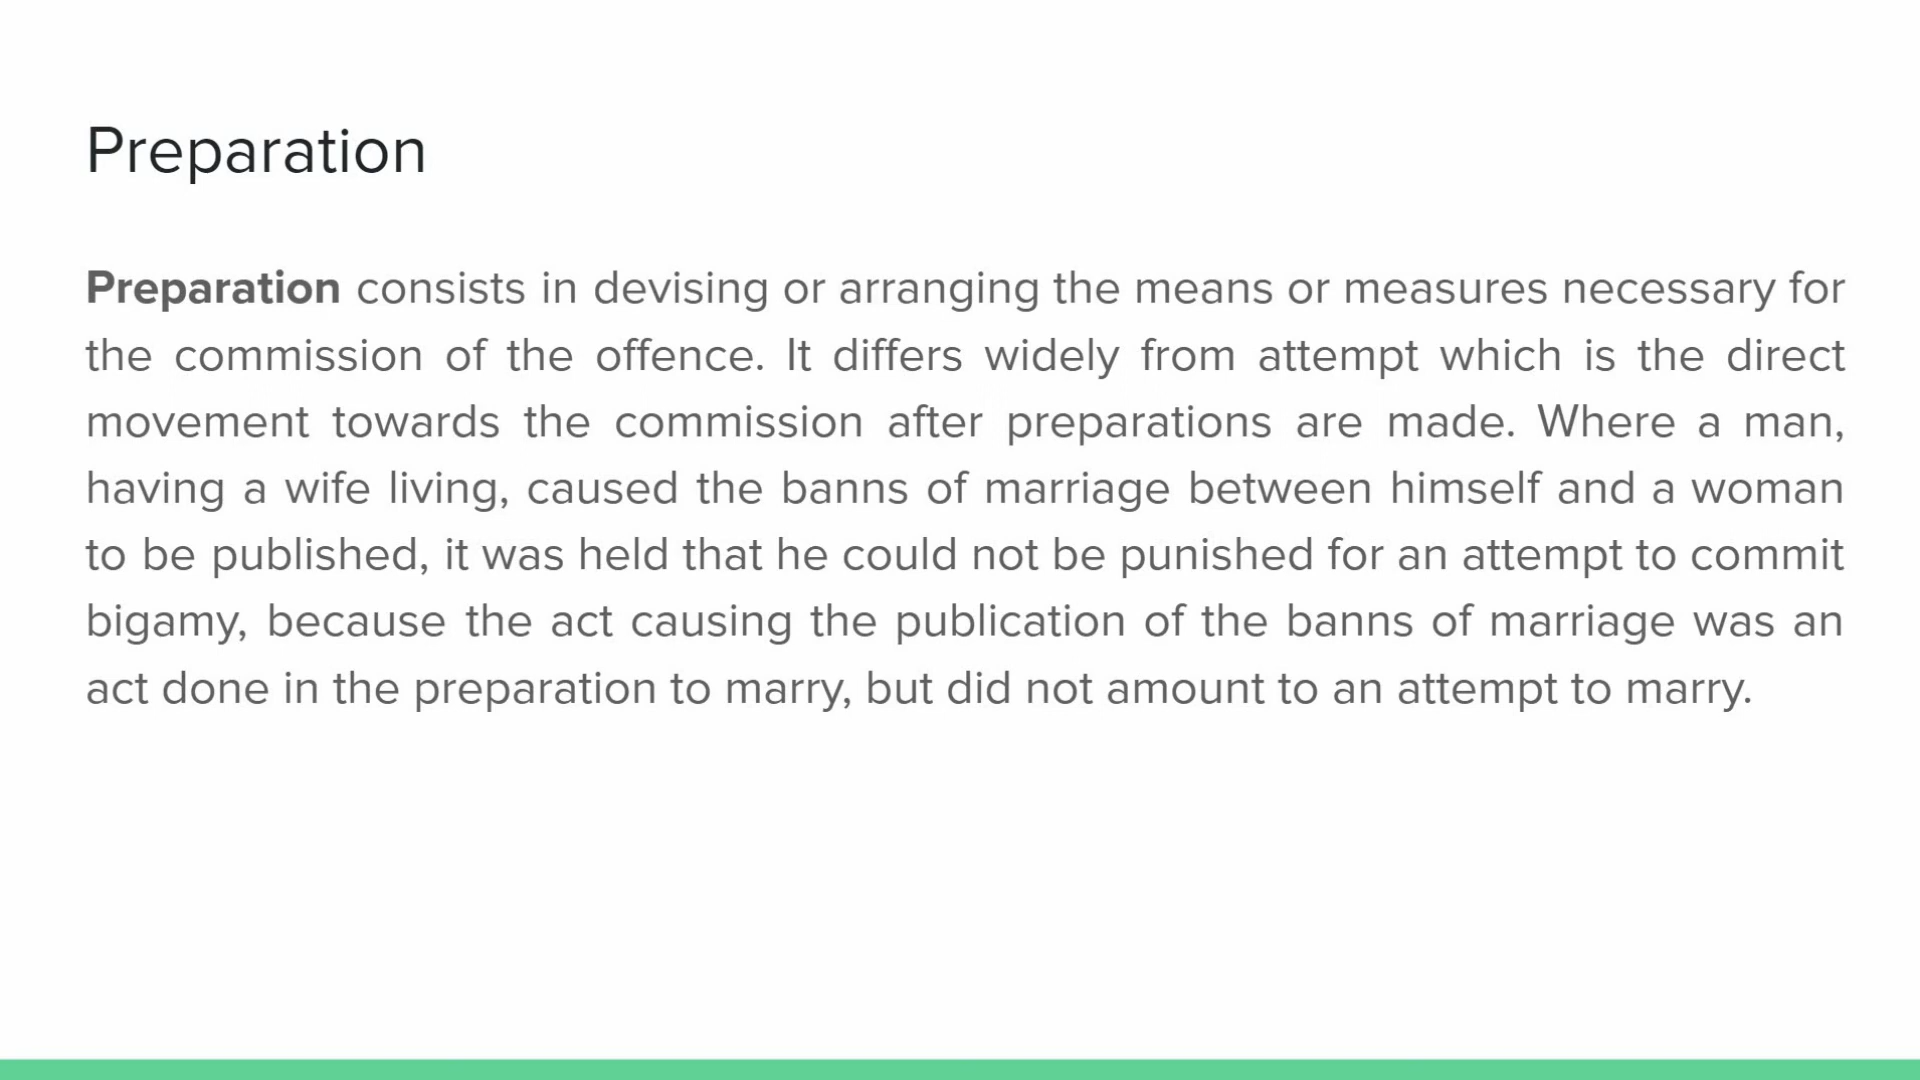 Preparation
Preparation consists in devising or arranging the means or measures necessary for
the commission of the offence. It differs widely from attempt which is the direct
movement towards the commission after preparations are made. Where a man,
having a wife living, caused the banns of marriage between himself and a woman
to be published, it was held that he could not be punished for an attempt to commit
bigamy, because the act causing the publication of the banns of marriage was an
act done in the preparation to marry, but did not amount to an attempt to marry.